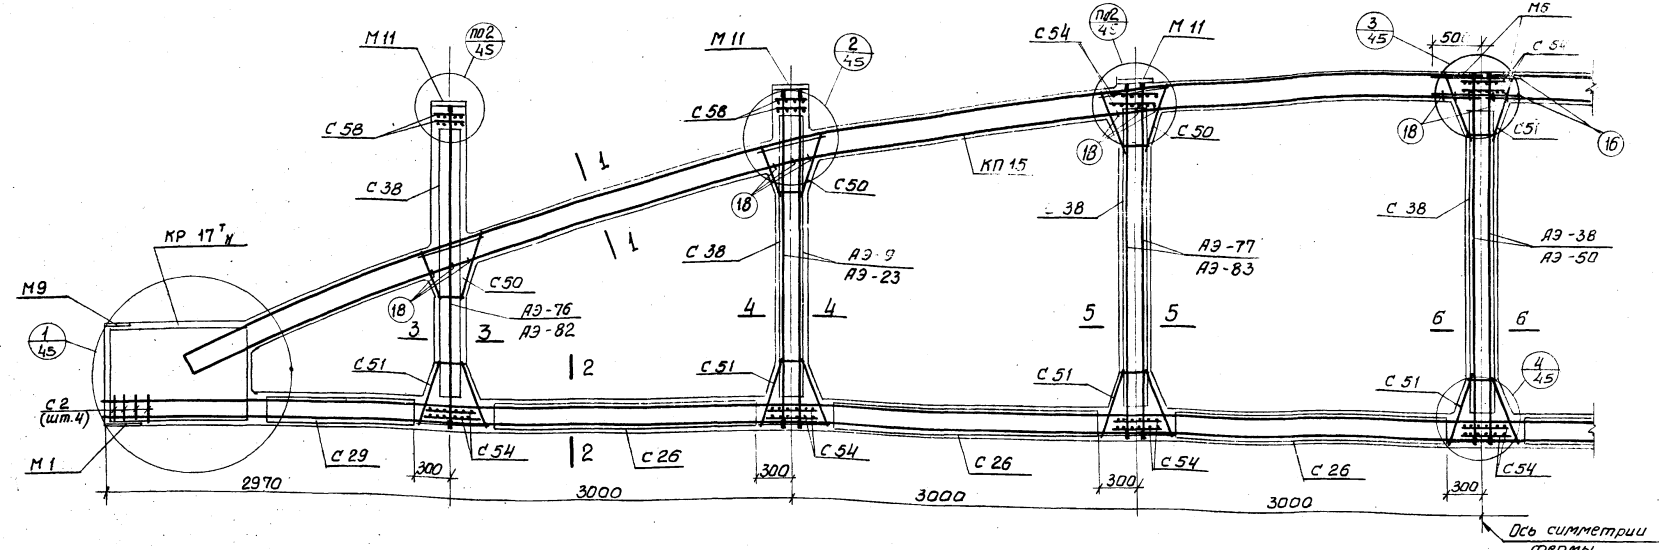 М 11
по2
45
М 11
2
45
С 54
по2
45
М 11
3
45
50
М5
С 54
С 58
С 58
18
С 50
18
С 51
16
1
С 38
КП 15
С 50
18
С 38
С 38
КР 17
1
С 38
АЭ-9
АЭ-23
АЭ-77
АЭ-83
АЭ-38
АЭ-50
М9
С 50
18
АЭ-76
АЭ-82
1
45
3
3
4
4
5
5
6
6
С 51
2
С 51
С 51
С 51
4
45
С 2
(шт.4)
М 1
С 29
С 54
2
С 26
С 54
С 26
С 54
С 26
С 54
300
300
300
300
2970
3000
3000
3000
Ось симметрии
фермы